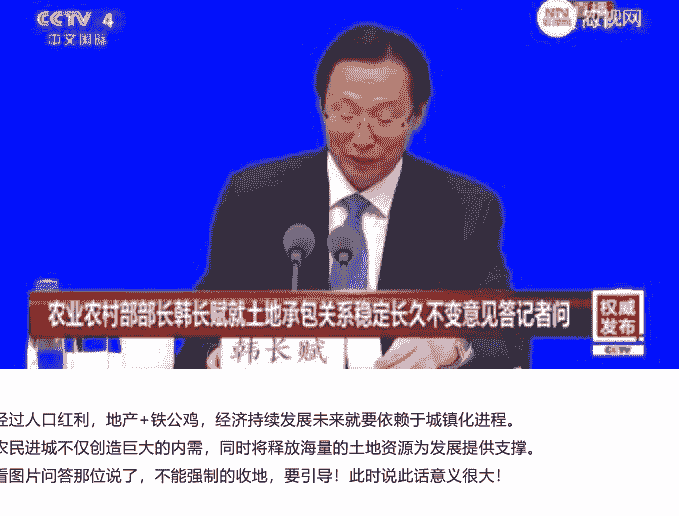 CCTV 4
中文国际
农业农村部部长韩长赋就土地承包关系稳定长久不变意见答记者问
权威
发布
CCTV
韩长赋
经过人口红利，地产+铁公鸡，经济持续发展未来就要依赖于城镇化进程。
农民进城不仅创造巨大的内需，同时将释放海量的土地资源为发展提供支撑。
看图片问答那位说了，不能强制的收地，要引导！此时说此话意义很大！